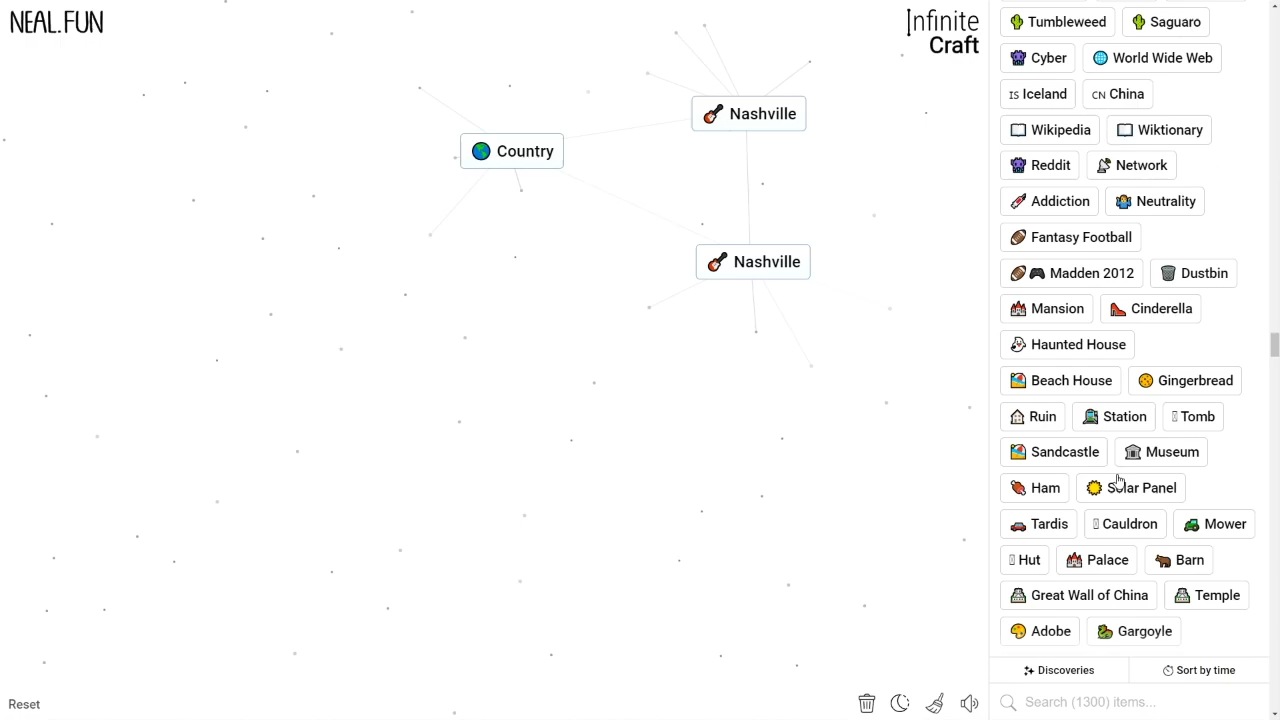 NEAL.FUN
Infinite
Craft
Nashville
Country
Nashville
Tumbleweed Saguaro
Cyber World Wide Web
IS Iceland CN China
Wikipedia Wiktionary
Reddit Network
Addiction Neutrality
Fantasy Football
Madden 2012 Dustbin
Mansion Cinderella
Haunted House
Beach House Gingerbread
Ruin Station Tomb
Sandcastle Museum
Ham Solar Panel
Tardis Cauldron Mower
Hut Palace Barn
Great Wall of China Temple
Adobe Gargoyle
Discoveries Sort by time
Search (1300) items...
Reset